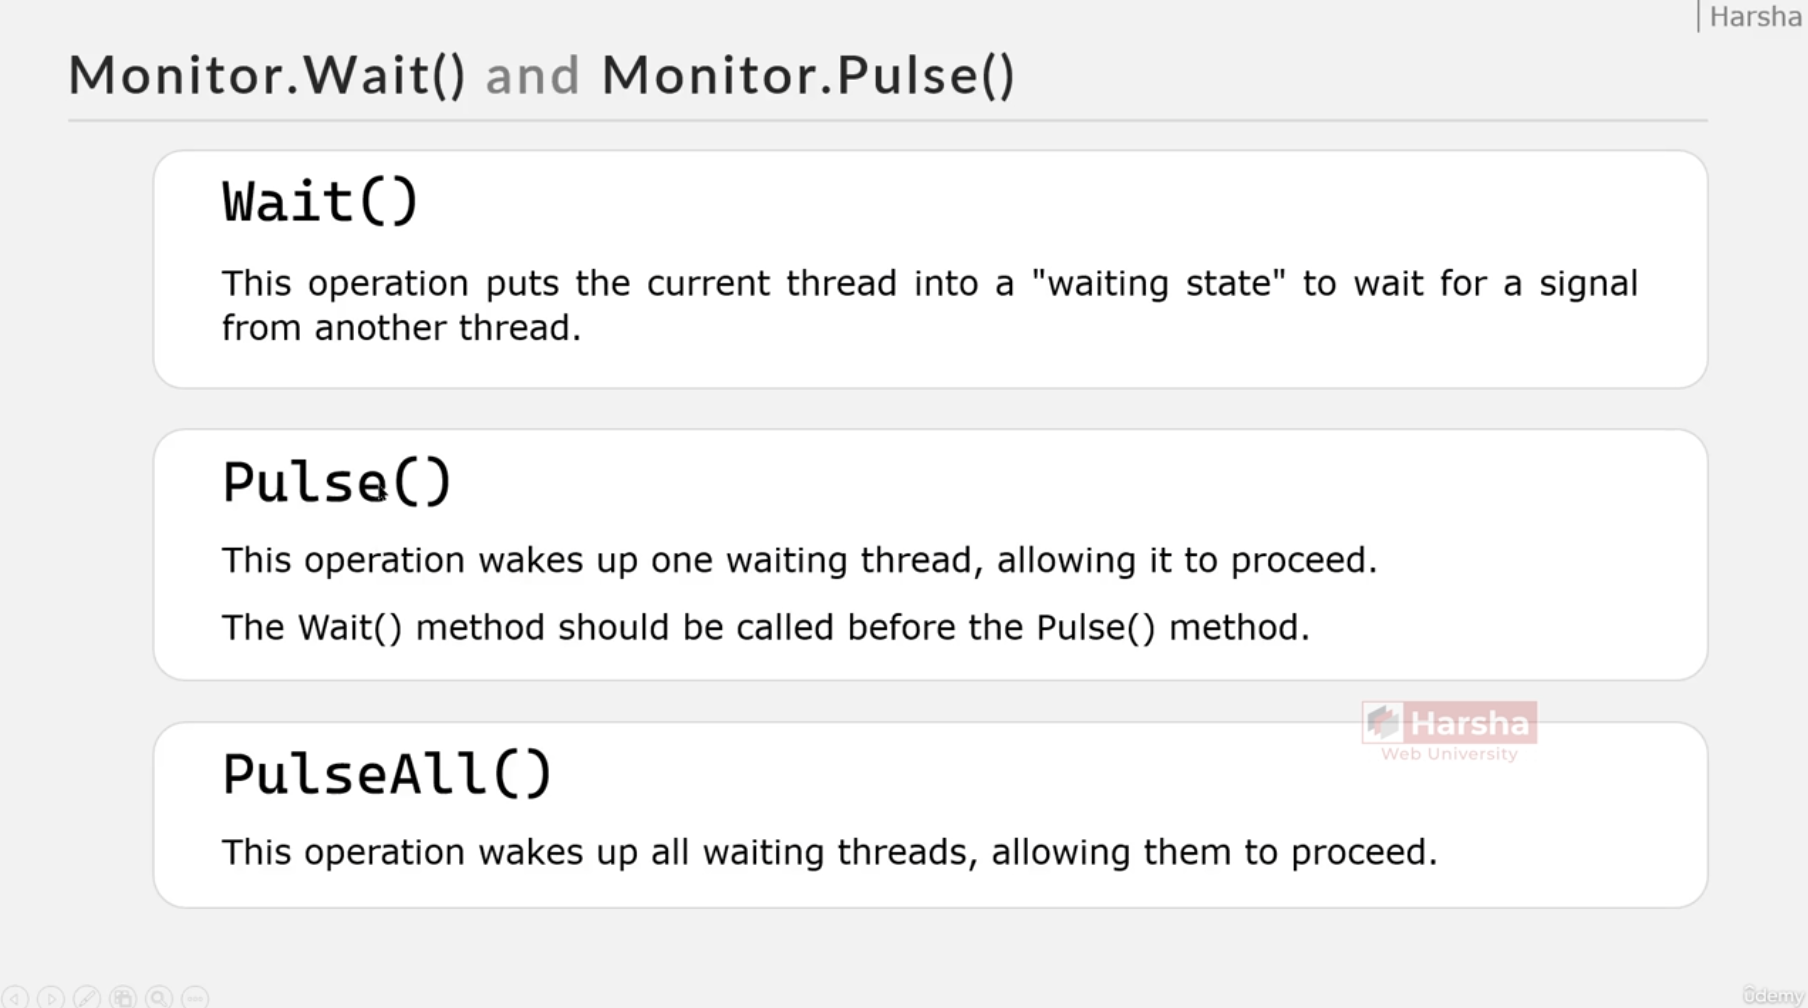 Harsha
Monitor.Wait() and Monitor.Pulse()
Wait()
This operation puts the current thread into a "waiting state" to wait for a signal
from another thread.
Pulse()
This operation wakes up one waiting thread, allowing it to proceed.
The Wait() method should be called before the Pulse() method.
Harsha
Web University
PulseAll()
This operation wakes up all waiting threads, allowing them to proceed.
udemy